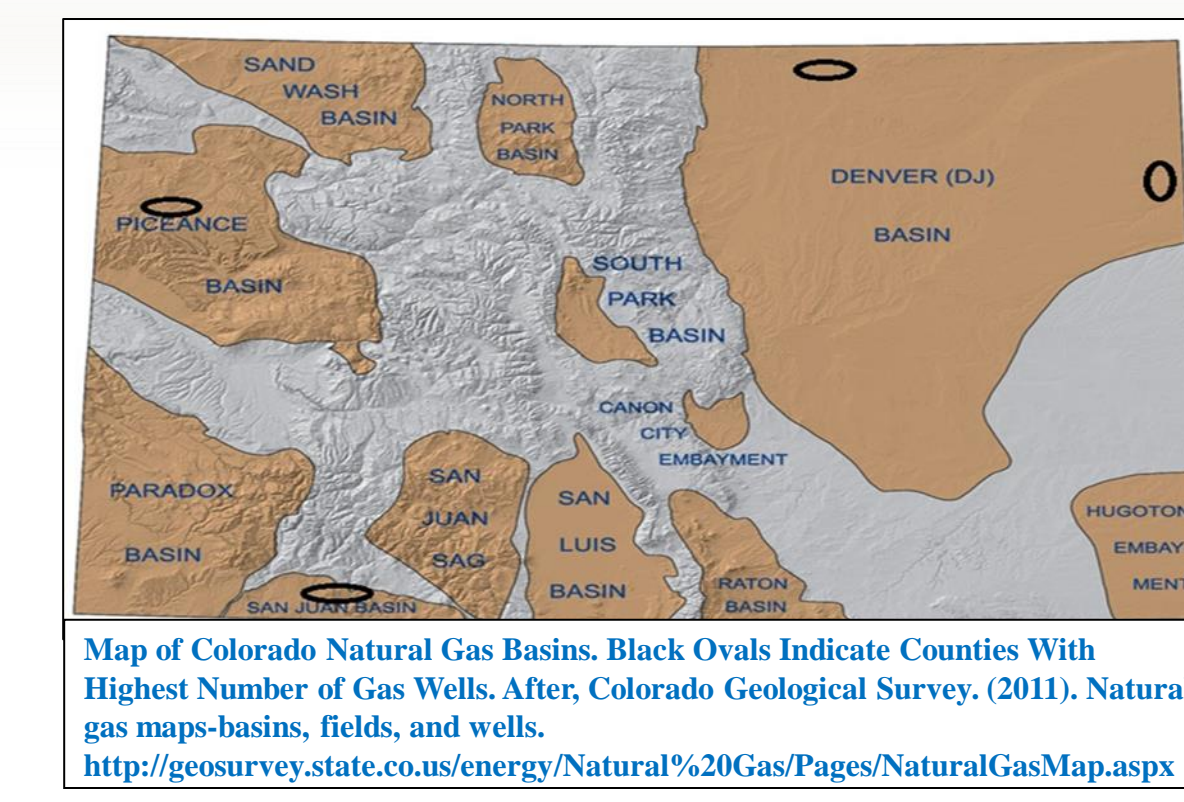 SAND
WASH
BASIN
NORTH
PARK
BASIN
DENVER (DJ)
BASIN
PICEANCE
BASIN
SOUTH
PARK
BASIN
CANON
CITY
EMBAYMENT
PARADOX
BASIN
SAN
JUAN
SAG
SAN
LUIS
BASIN
SAN JUAN BASIN
RATON
BASIN
HUGOTON
EMBAY
MENT
Map of Colorado Natural Gas Basins. Black Ovals Indicate Counties With
Highest Number of Gas Wells. After, Colorado Geological Survey. (2011). Natura
gas maps-basins, fields, and wells.
http://geosurvey.state.co.us/energy/Natural%20Gas/Pages/NaturalGasMap.aspx